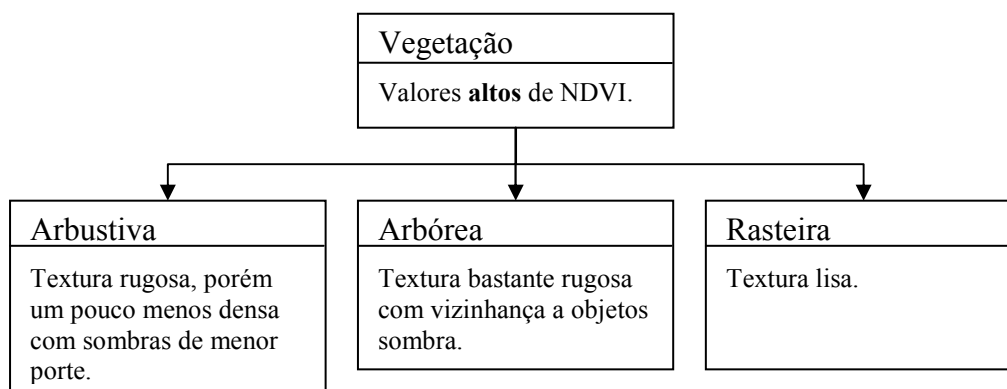 Vegetação
Valores altos de NDVI.
Arbustiva
Textura rugosa, porém
um pouco menos densa
com sombras de menor
porte.
Arbórea
Textura bastante rugosa
com vizinhança a objetos
sombra.
Rasteira
Textura lisa.